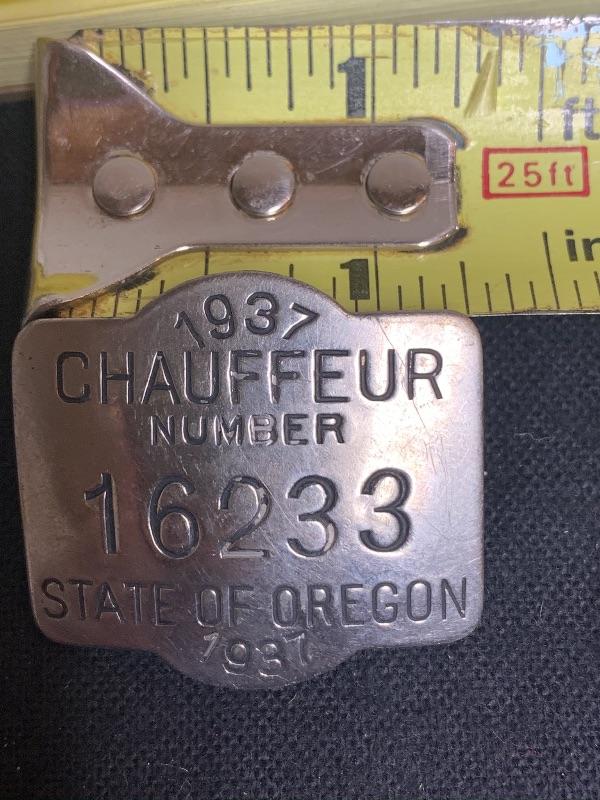 1
ft
25ft
1
in
1937
CHAUFFEUR
NUMBER
16233
STATE OF OREGON
1937